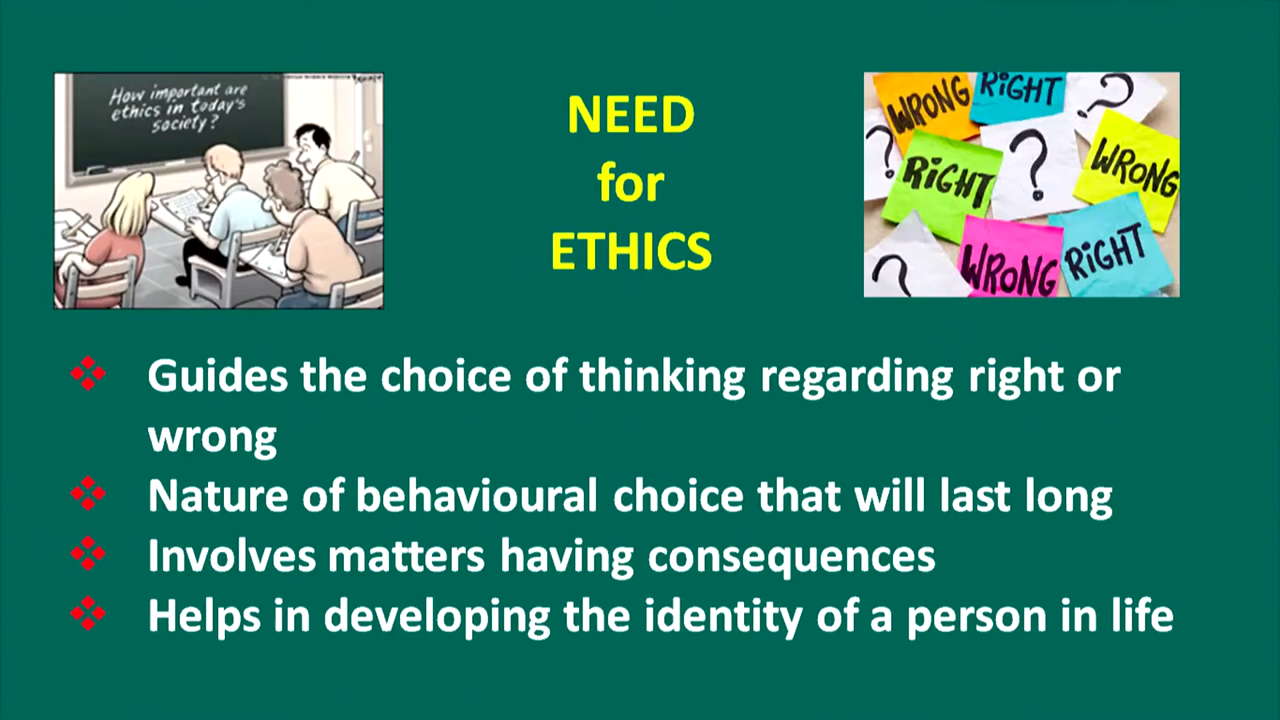 How important are
ethics in today's
society?
NEED
for
ETHICS
WRONG
RIGHT
?
?
RIGHT
?
WRONG
?
WRONG
RIGHT
Guides the choice of thinking regarding right or
wrong
Nature of behavioural choice that will last long
Involves matters having consequences
Helps in developing the identity of a person in life